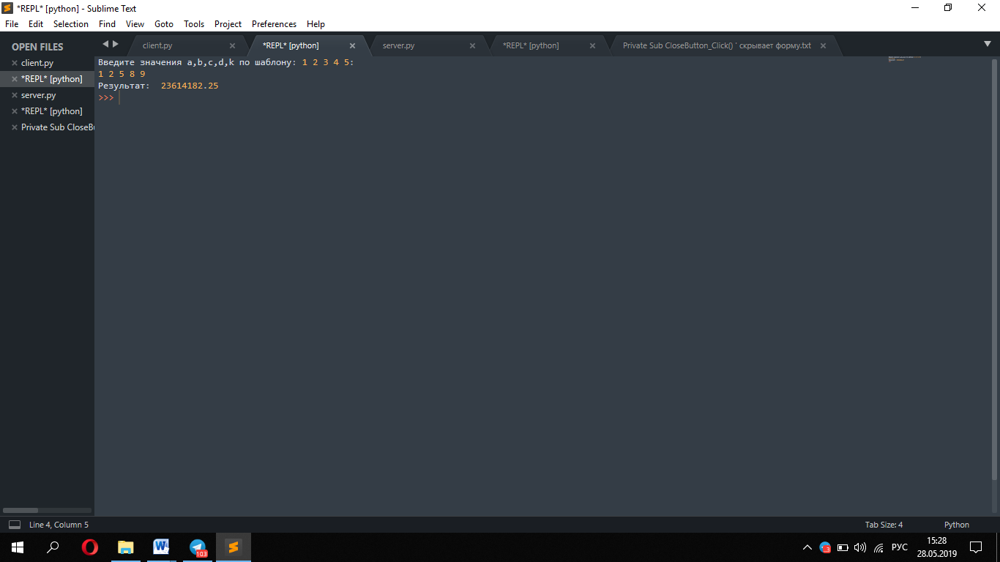 *REPL* [python] - Sublime Text
File Edit Selection Find View Goto Tools Project Preferences Help
OPEN FILES
client.py
*REPL* [python]
server.py
*REPL* [python]
Private Sub CloseBu
client.py *REPL* [python] server.py *REPL* [python] Private Sub CloseButton_Click() ' скрывает форму.txt
Введите значения a,b,c,d,k по шаблону: 1 2 3 4 5:
1 2 5 8 9
Результат: 23614182.25
>>>
Line 4, Column 5 Tab Size: 4 Python
103
РУС
15:28
28.05.2019